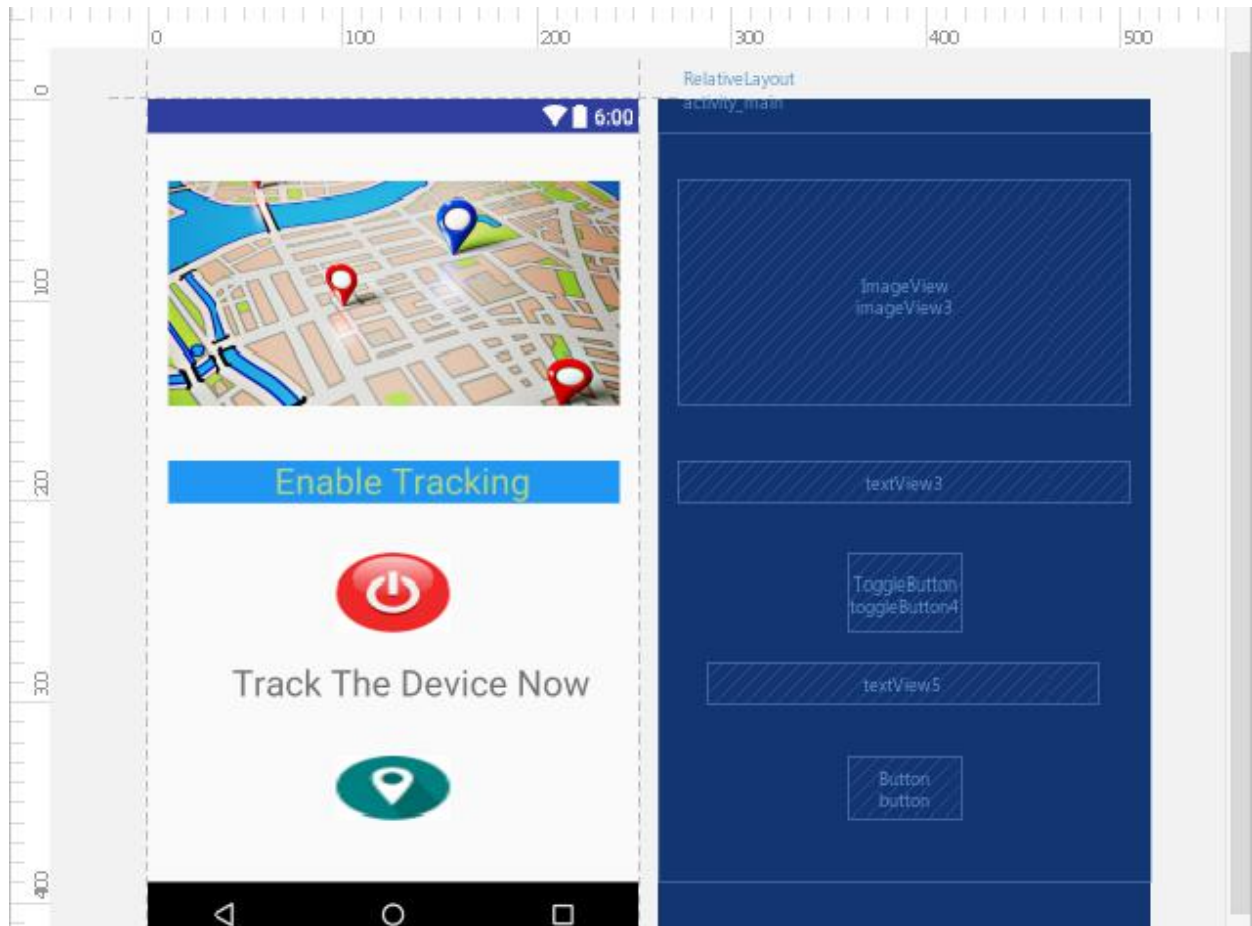 0 100 200 300 400 500
RelativeLayout
activity_main
0
6:00
ImageView
imageView3
100
Enable Tracking
textView3
200
ToggleButton
toggleButton4
Track The Device Now
textView5
300
Button
button
400